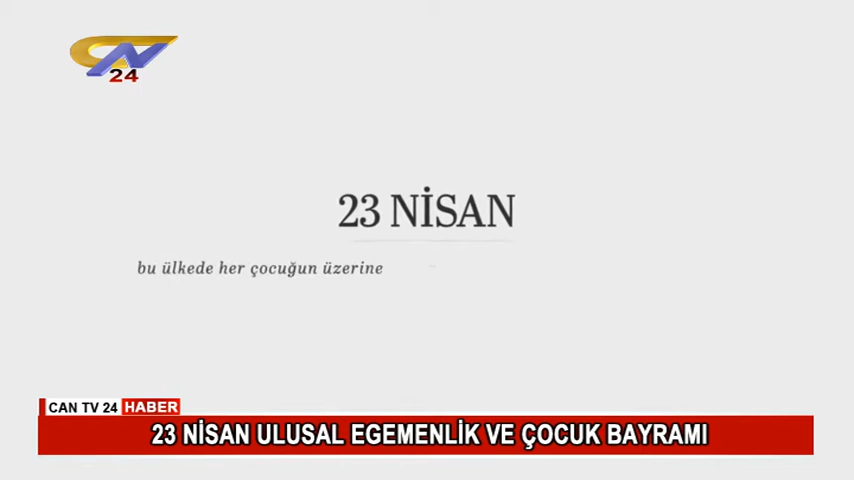 CN
24
23 NİSAN
bu ülkede her çocuğun üzerine
CAN TV 24 HABER
23 NİSAN ULUSAL EGEMENLİK VE ÇOCUK BAYRAMI